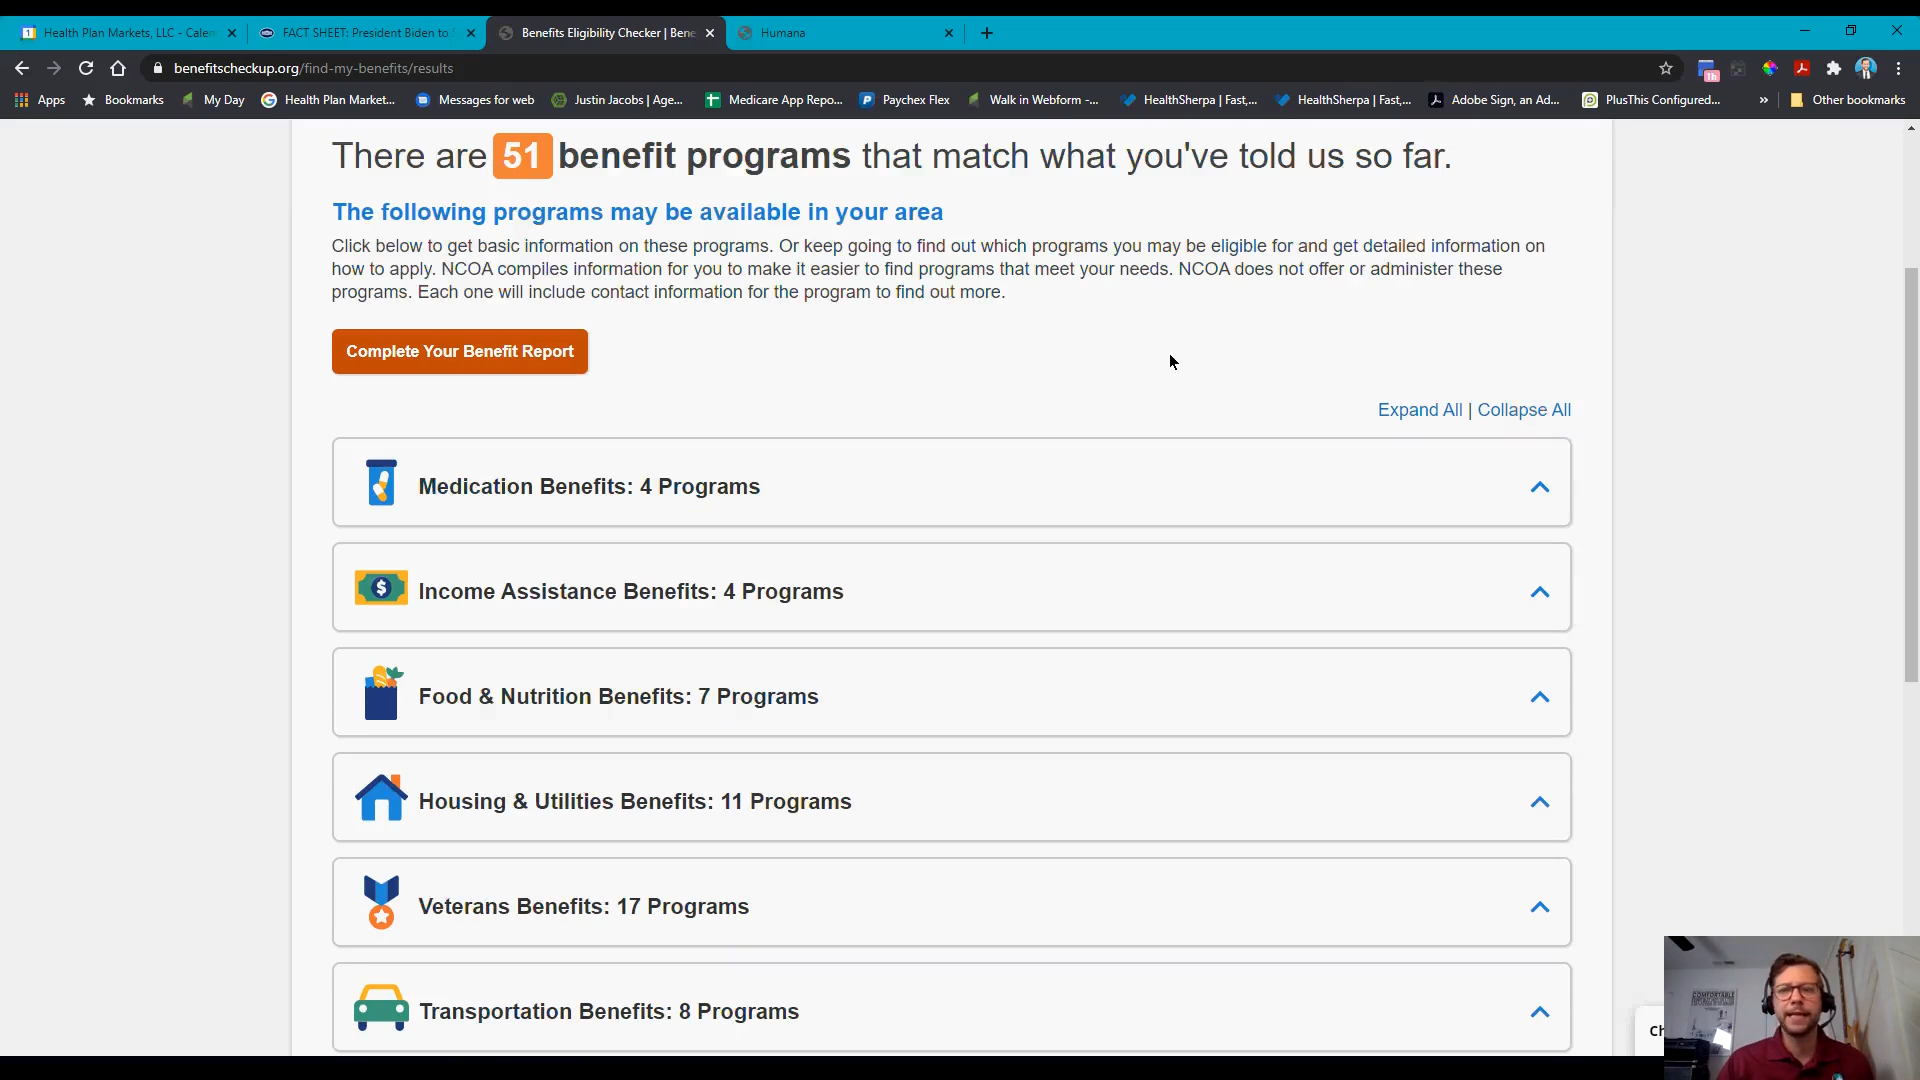 Health Plan Markets, LLC - Calen
FACT SHEET: President Biden to
Benefits Eligibility Checker | Bene
Humana
benefitscheckup.org/find-my-benefits/results
Apps
Bookmarks
My Day
Health Plan Market...
Messages for web
Justin Jacobs | Age...
Medicare App Repo...
Paychex Flex
Walk in Webform -...
HealthSherpa | Fast,...
HealthSherpa | Fast,...
Adobe Sign, an Ad...
PlusThis Configured...
»
Other bookmarks
There are 51 benefit programs that match what you've told us so far.
The following programs may be available in your area
Click below to get basic information on these programs. Or keep going to find out which programs you may be eligible for and get detailed information on
how to apply. NCOA compiles information for you to make it easier to find programs that meet your needs. NCOA does not offer or administer these
programs. Each one will include contact information for the program to find out more.
Complete Your Benefit Report
Expand All | Collapse All
Medication Benefits: 4 Programs
Income Assistance Benefits: 4 Programs
Food & Nutrition Benefits: 7 Programs
Housing & Utilities Benefits: 11 Programs
Veterans Benefits: 17 Programs
Transportation Benefits: 8 Programs
Ch
COMFORTABLE